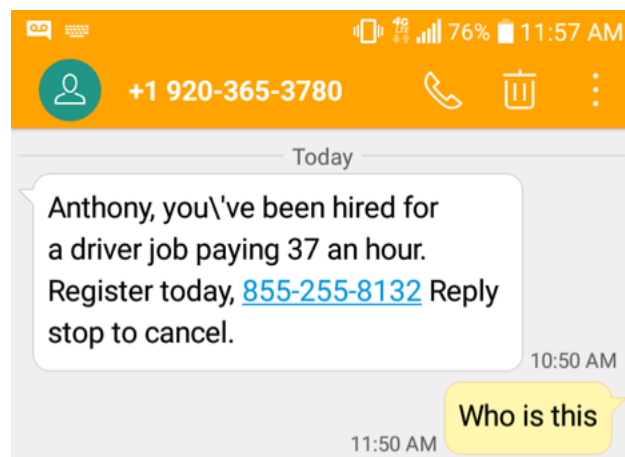 4G LTE 76% 11:57 AM
+1 920-365-3780
Today
Anthony, you\'ve been hired for
a driver job paying 37 an hour.
Register today, 855-255-8132 Reply
stop to cancel.
10:50 AM
Who is this
11:50 AM